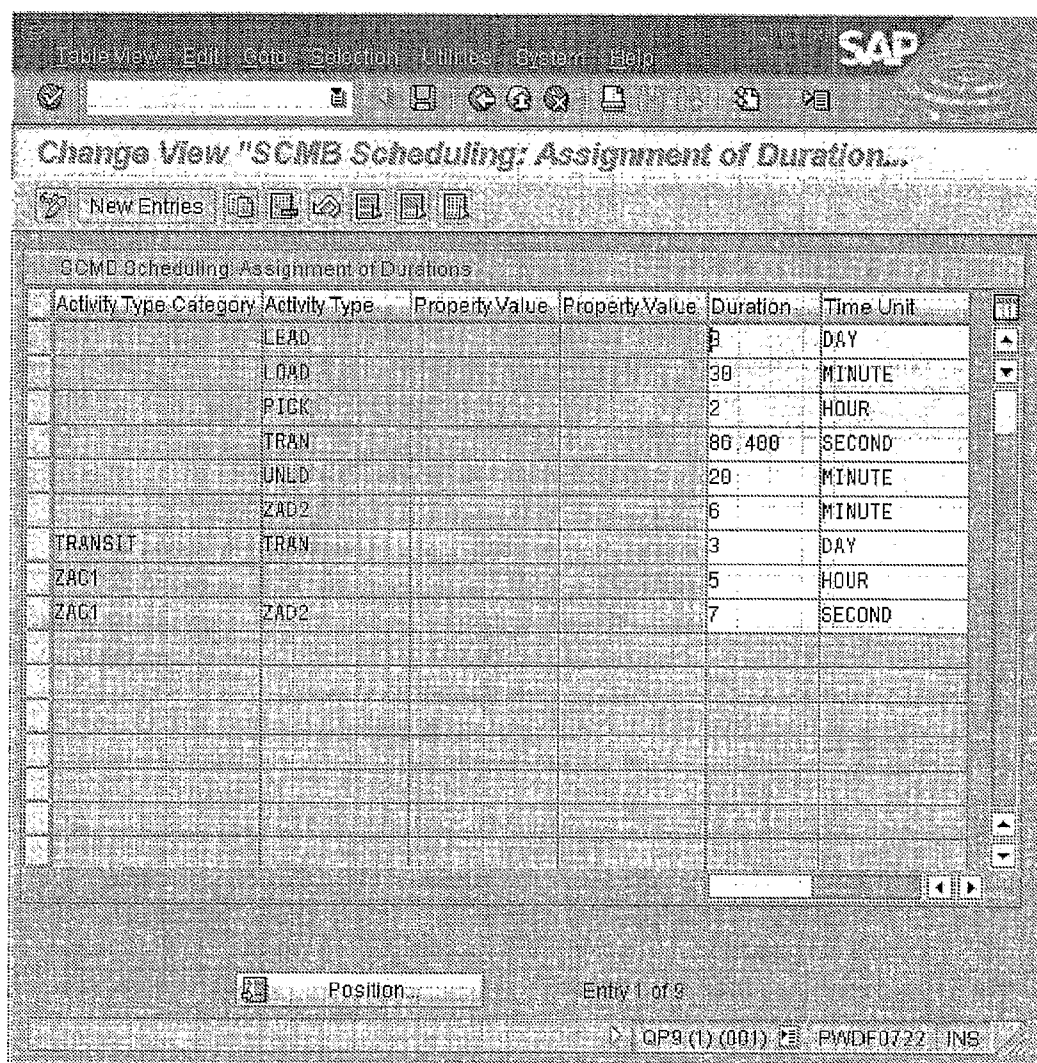 SAP
Table View Edit Goto Selection Utilities System Help
Change View "SCMB Scheduling: Assignment of Duration...
New Entries
SCMB Scheduling: Assignment of Durations
Activity Type Category Activity Type Property Value Property Value Duration Time Unit
LEAD DAY
LOAD 30 MINUTE
PICK 2 HOUR
TRAN 86,400 SECOND
UNLD 20 MINUTE
ZAD2 6 MINUTE
TRANSIT TRAN 3 DAY
ZAC1 5 HOUR
ZAC1 ZAD2 7 SECOND
Position...
Entry 1 of 9
QP9 (1) (001) PWDF0722 INS